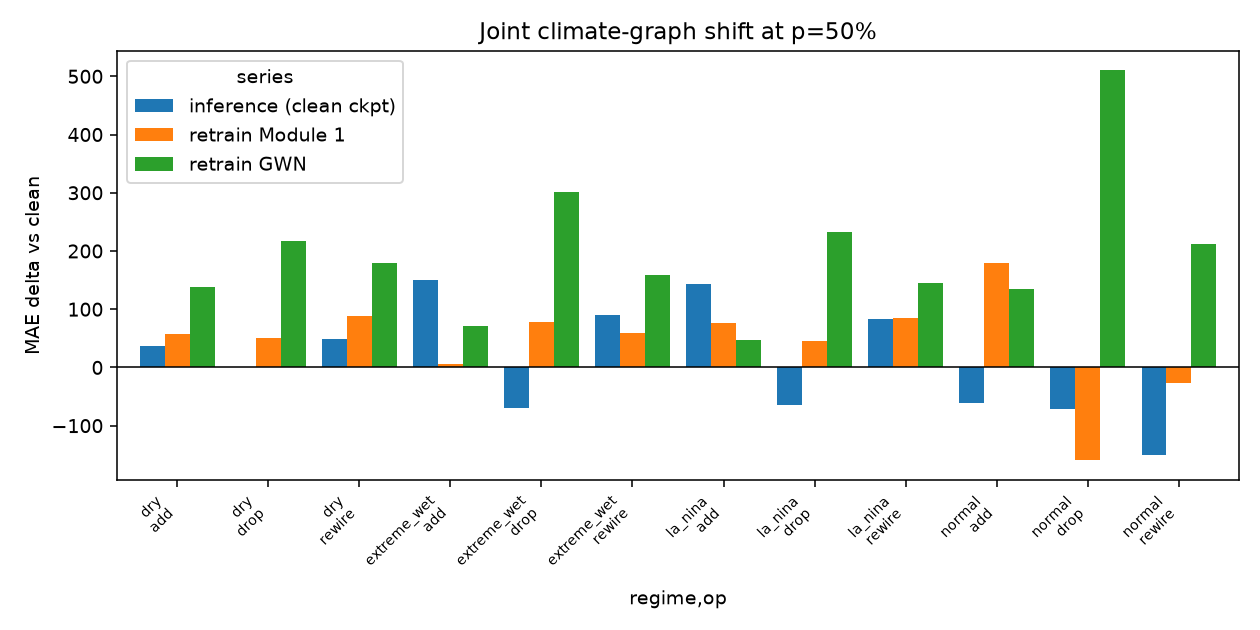 Joint climate-graph shift at p=50%
series
inference (clean ckpt)
retrain Module 1
retrain GWN
MAE delta vs clean
500
400
300
200
100
0
−100
dry
add
dry
drop
dry
rewire
extreme_wet
add
extreme_wet
drop
extreme_wet
rewire
la_nina
add
la_nina
drop
la_nina
rewire
normal
add
normal
drop
normal
rewire
regime,op